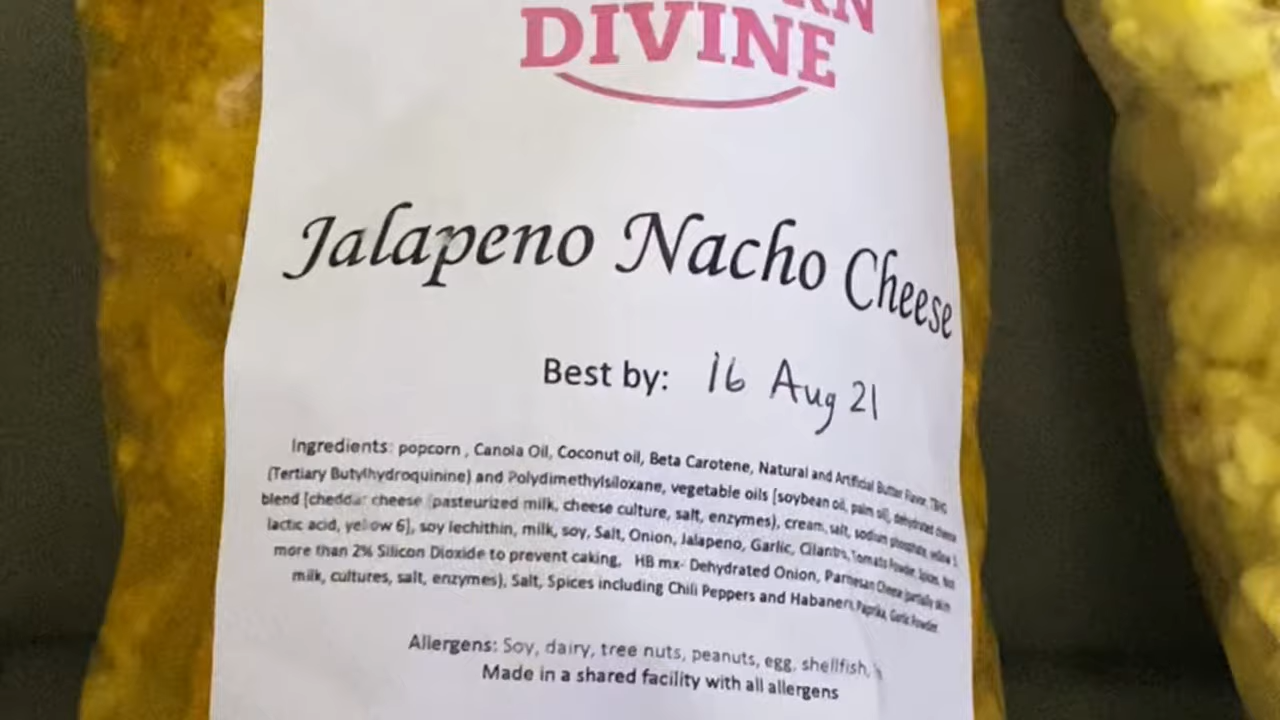 DIVINE
Jalapeno Nacho Cheese
Best by: 16 Aug 21
Ingredients: popcorn , Canola Oil, Coconut oil, Beta Carotene, Natural and Artificial Butter Flavor, TBHQ
(Tertiary Butylhydroquinine) and Polydimethylsiloxane, vegetable oils [soybean oil, palm oil], dehydrated cheese
blend [cheddar cheese (pasteurized milk, cheese culture, salt, enzymes), cream, salt, sodium phosphate, yellow 5
lactic acid, yellow 6], soy lechithin, milk, soy, Salt, Onion, Jalapeno, Garlic, Cilantro, Tomato Powder, Spices, Not
more than 2% Silicon Dioxide to prevent caking, HB mx- Dehydrated Onion, Parmesan Cheese (partially skim
milk, cultures, salt, enzymes), Salt, Spices including Chili Peppers and Habanero, Paprika, Garlic Powder
Allergens: Soy, dairy, tree nuts, peanuts, egg, shellfish,
Made in a shared facility with all allergens